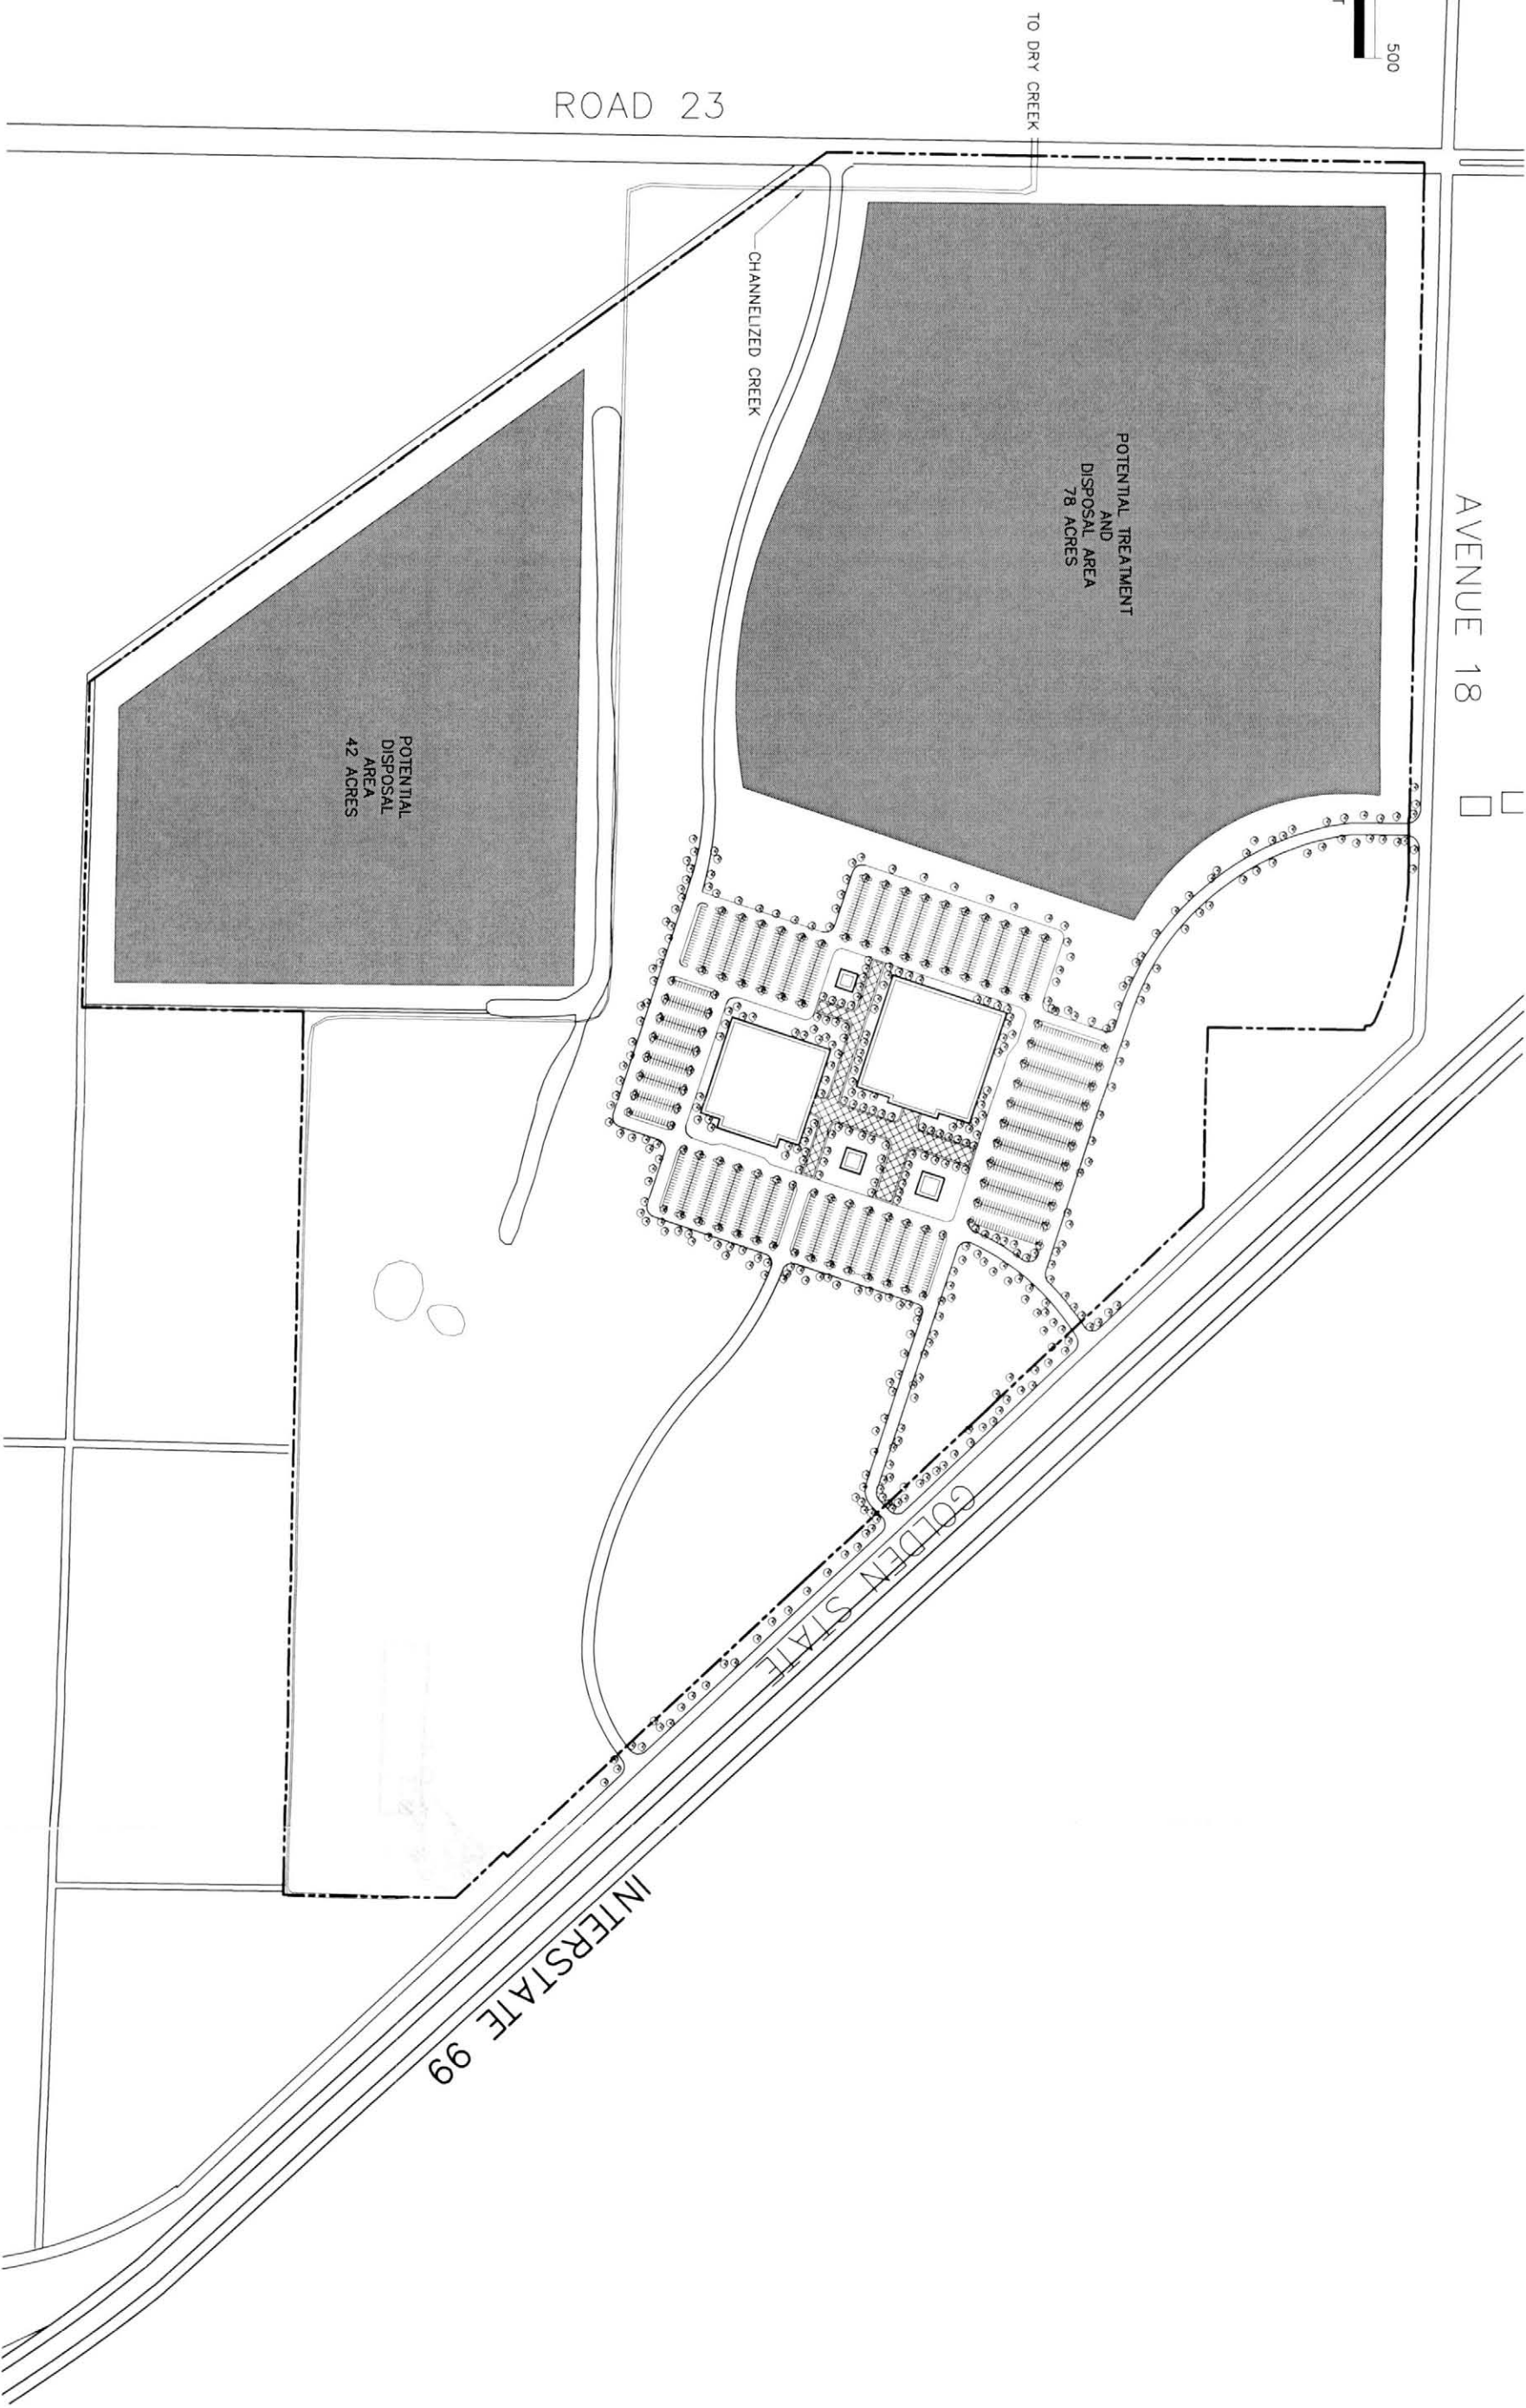 AVENUE 18
500
TO DRY CREEK
ROAD 23
POTENTIAL TREATMENT
AND
DISPOSAL AREA
78 ACRES
CHANNELIZED CREEK
POTENTIAL
DISPOSAL
AREA
42 ACRES
GOLDEN STATE
INTERSTATE 99